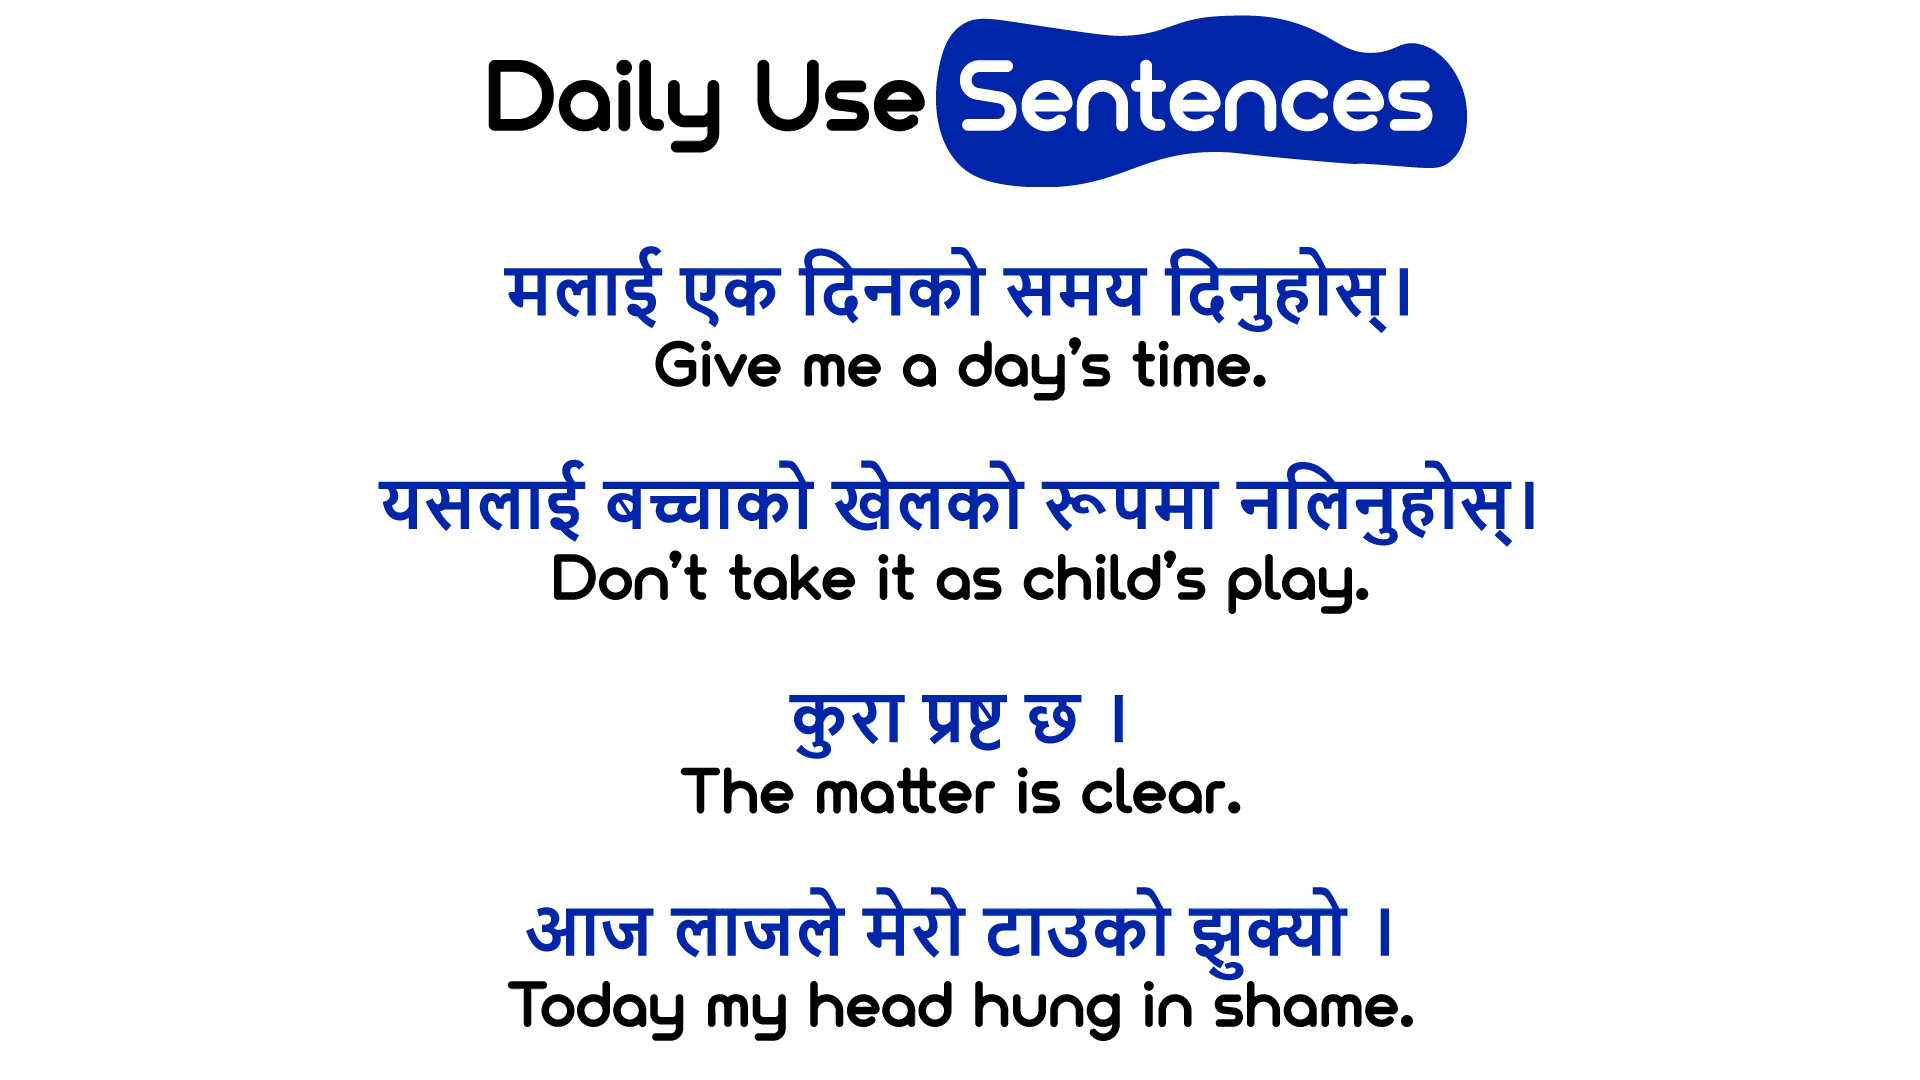 Daily Use Sentences
मलाई एक दिनको समय दिनुहोस्।
Give me a day's time.
यसलाई बच्चाको खेलको रूपमा नलिनुहोस्।
Don't take it as child's play.
कुरा प्रष्ट छ ।
The matter is clear.
आज लाजले मेरो टाउको झुक्यो ।
Today my head hung in shame.